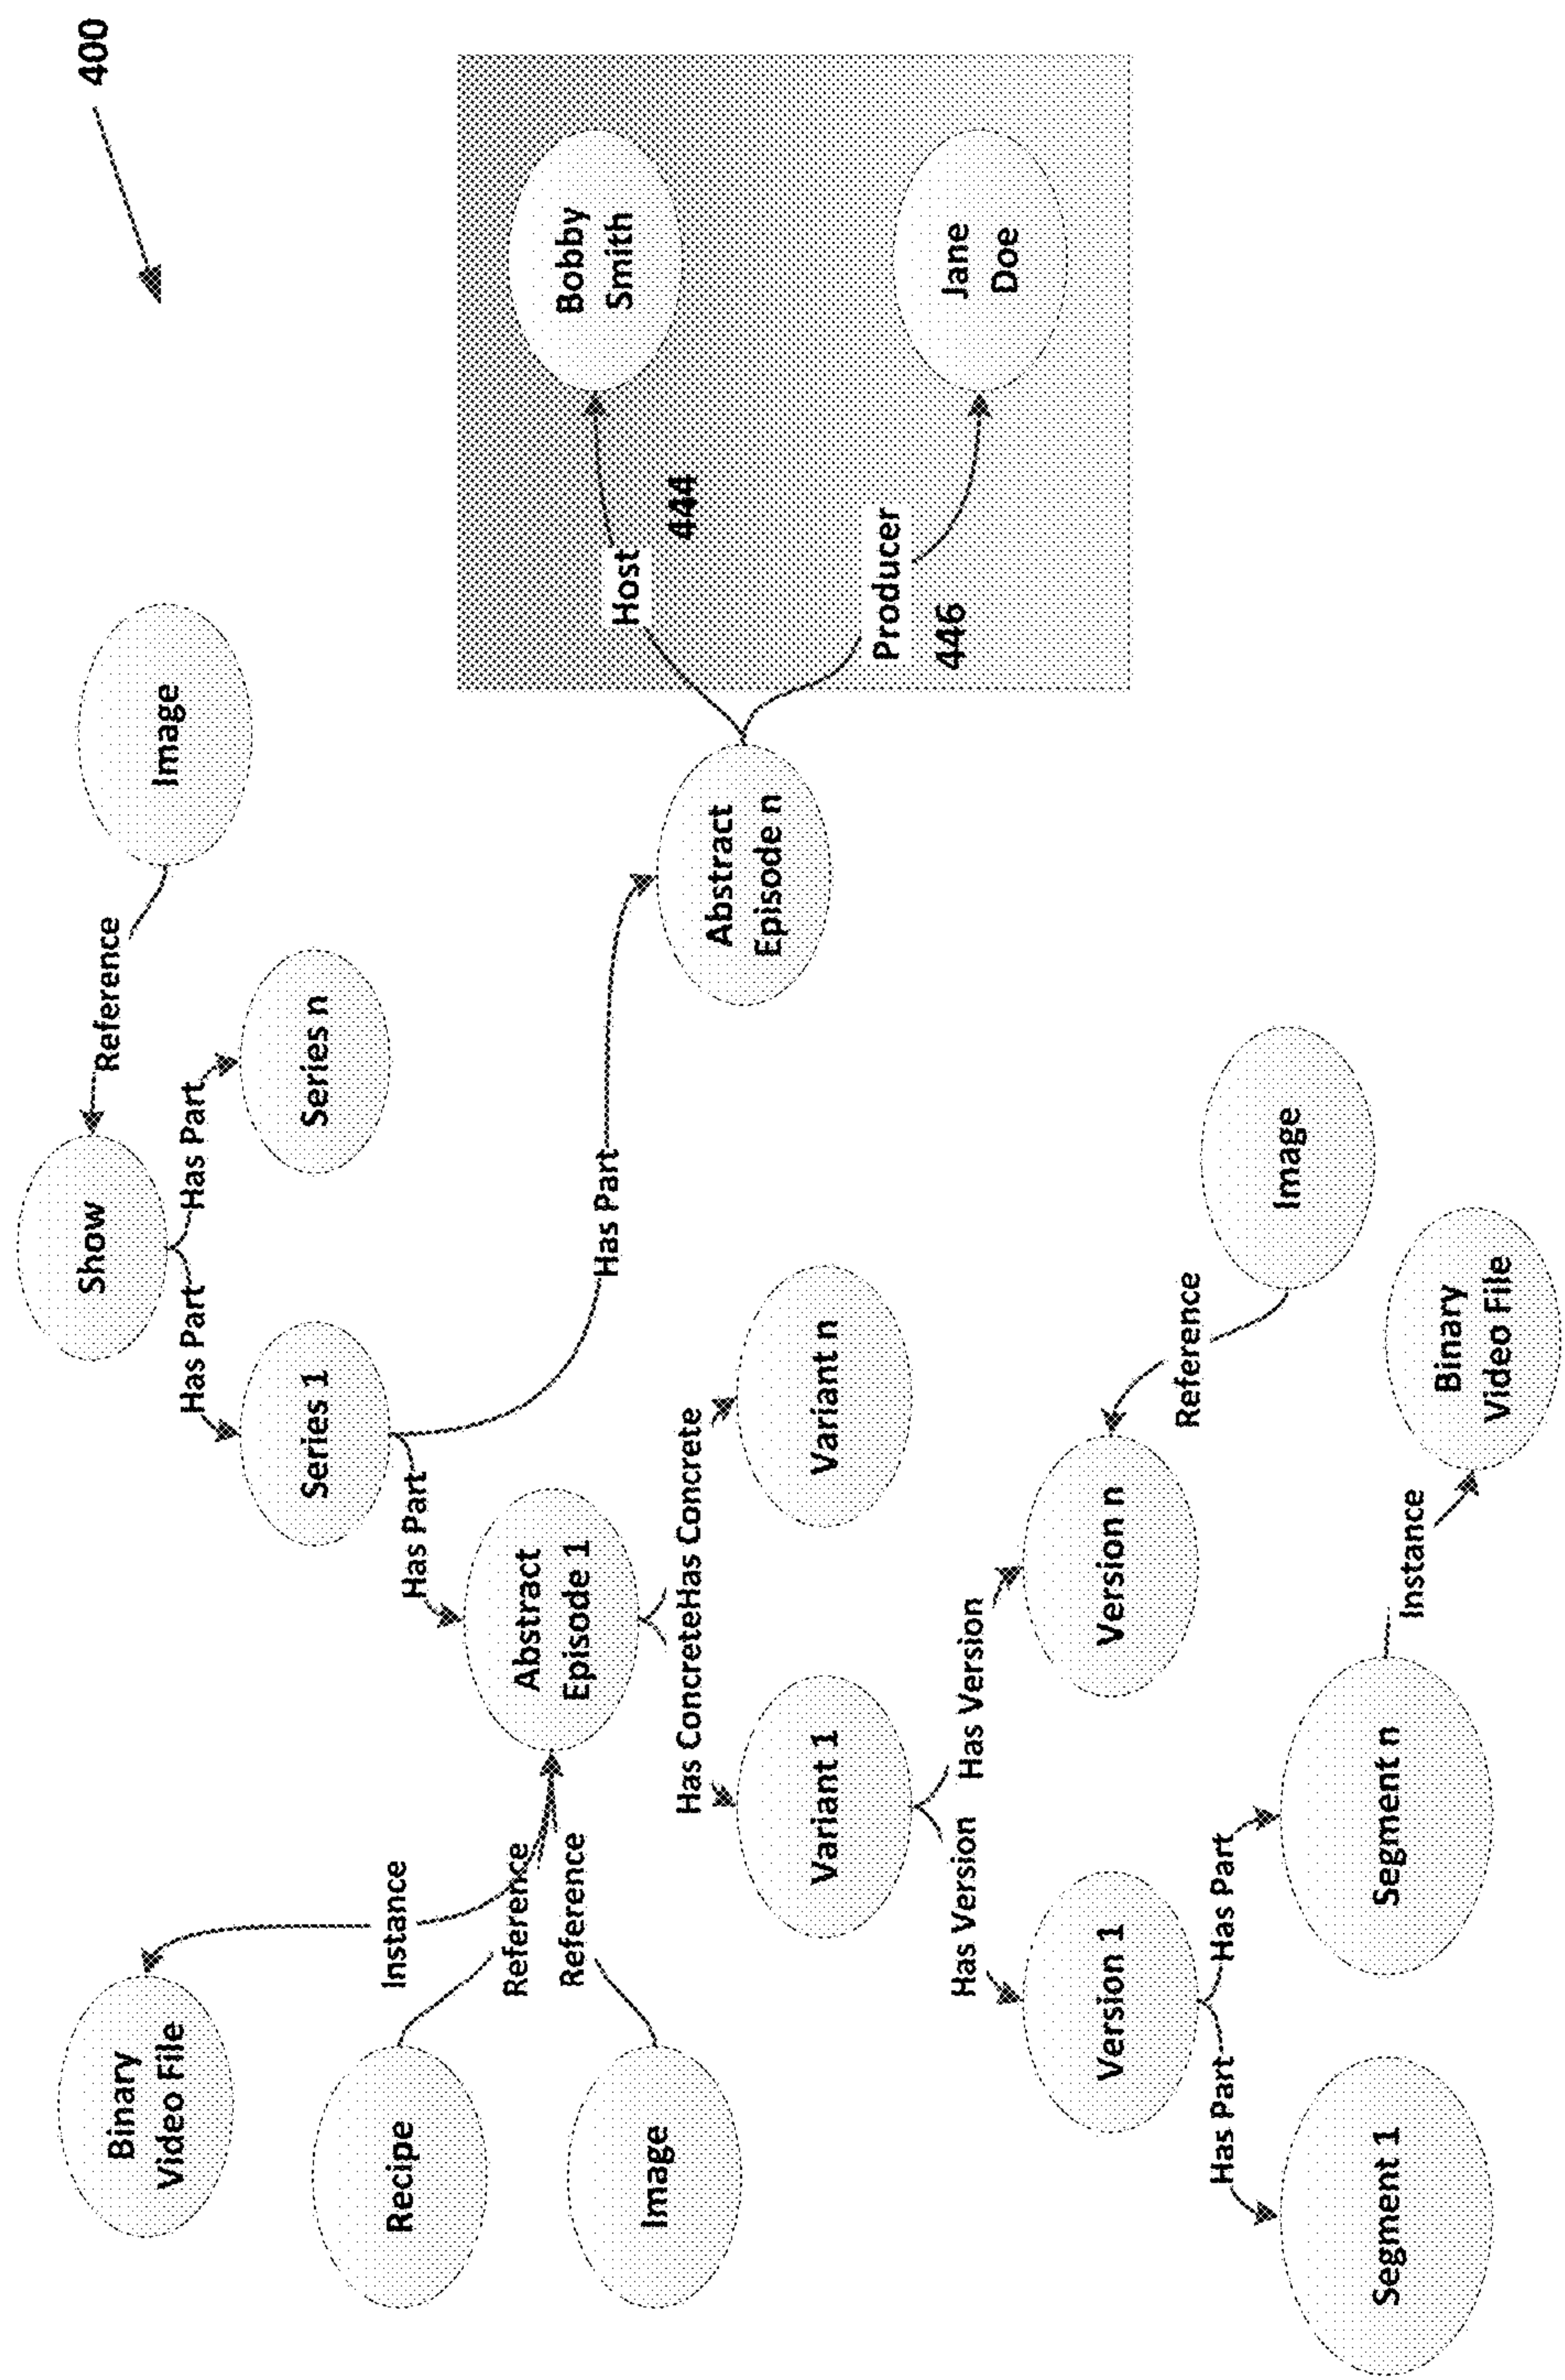 400
Show
Reference
Image
Has Part
Has Part
Series 1
Series n
Has Part
Has Part
Binary
Video File
Instance
Recipe
Reference
Image
Reference
Abstract
Episode 1
Abstract
Episode n
Host
444
Bobby
Smith
Producer
446
Jane
Doe
Has Concrete
Has Concrete
Variant 1
Variant n
Has Version
Has Version
Version 1
Version n
Reference
Image
Has Part
Has Part
Segment 1
Segment n
Instance
Binary
Video File